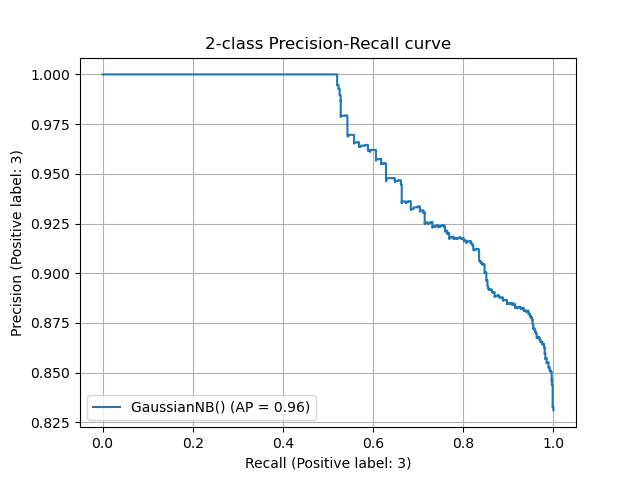 2-class Precision-Recall curve
Precision (Positive label: 3)
1.000
0.975
0.950
0.925
0.900
0.875
0.850
0.825
GaussianNB() (AP = 0.96)
0.0 0.2 0.4 0.6 0.8 1.0
Recall (Positive label: 3)